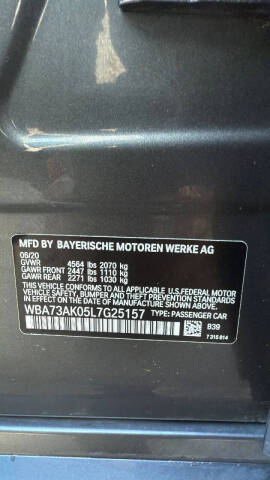 MFD BY BAYERISCHE MOTOREN WERKE AG
06/20
GVWR 4564 lbs 2070 kg
GAWR FRONT 2447 lbs 1110 kg
GAWR REAR 2271 lbs 1030 kg
THIS VEHICLE CONFORMS TO ALL APPLICABLE U.S. FEDERAL MOTOR
VEHICLE SAFETY, BUMPER, AND THEFT PREVENTION STANDARDS
IN EFFECT ON THE DATE OF MANUFACTURE SHOWN ABOVE.
WBA73AK05L7G25157 TYPE: PASSENGER CAR
B39
7 315 814